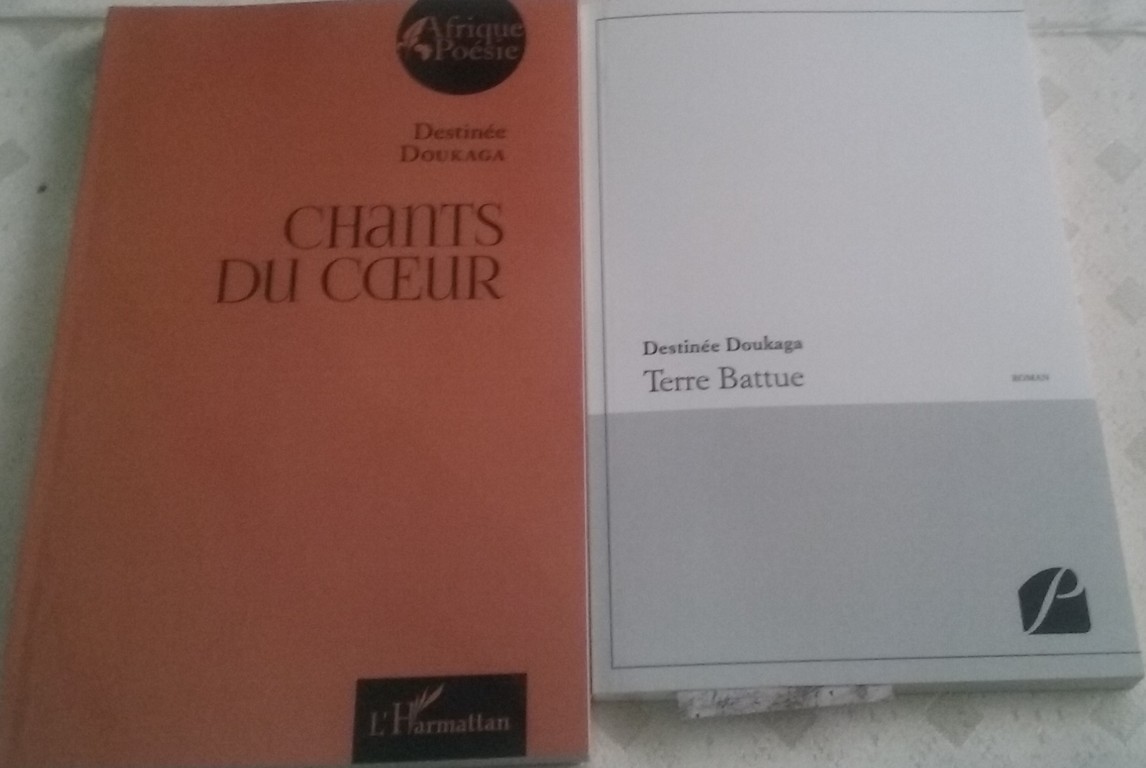 Afrique
Poésie
Destinée
DOUKAGA
CHanTS
DU CŒUR
L'Harmattan
Destinée Doukaga
Terre Battue
ROMAN
P